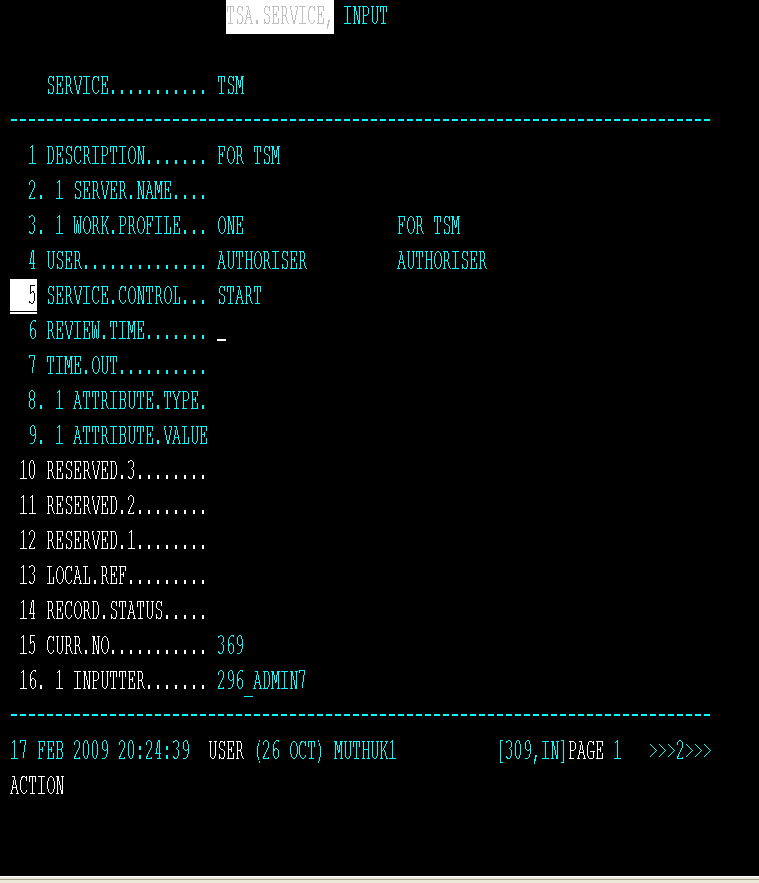 TSA.SERVICE, INPUT
SERVICE........... TSM
1 DESCRIPTION....... FOR TSM
2. 1 SERVER.NAME....
3. 1 WORK.PROFILE... ONE FOR TSM
4 USER.............. AUTHORISER AUTHORISER
5 SERVICE.CONTROL... START
6 REVIEW.TIME....... _
7 TIME.OUT..........
8. 1 ATTRIBUTE.TYPE.
9. 1 ATTRIBUTE.VALUE
10 RESERVED.3........
11 RESERVED.2........
12 RESERVED.1........
13 LOCAL.REF.........
14 RECORD.STATUS.....
15 CURR.NO........... 369
16. 1 INPUTTER....... 296_ADMIN7
17 FEB 2009 20:24:39 USER (26 OCT) MUTHUK1 [309,IN]PAGE 1 >>>2>>>
ACTION